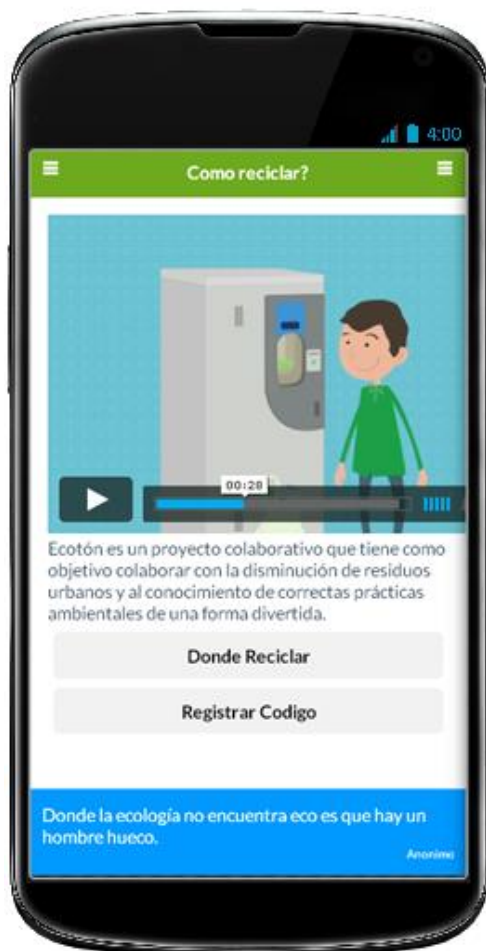 4:00
Como reciclar?
00:28
Ecotón es un proyecto colaborativo que tiene como
objetivo colaborar con la disminución de residuos
urbanos y al conocimiento de correctas prácticas
ambientales de una forma divertida.
Donde Reciclar
Registrar Codigo
Donde la ecología no encuentra eco es que hay un
hombre hueco.
Anonimo